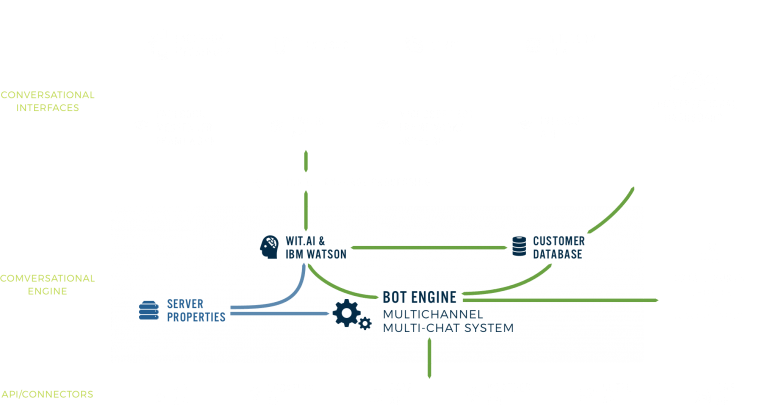 CONVERSATIONAL
INTERFACES
WIT.AI &
IBM WATSON
CUSTOMER
DATABASE
COMVERSATIONAL
ENGINE
SERVER
PROPERTIES
BOT ENGINE
MULTICHANNEL
MULTI-CHAT SYSTEM
API/CONNECTORS